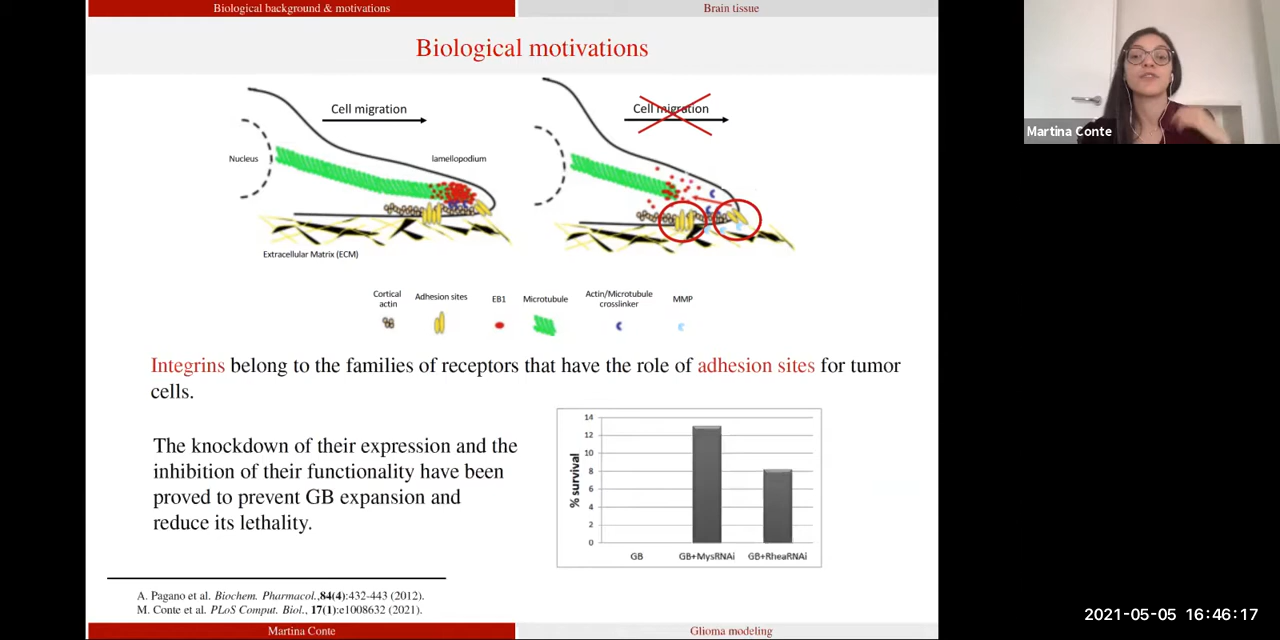 Biological background & motivations
Brain tissue
Biological motivations
Cell migration
Cell migration
Nucleus
lamellopodium
Extracellular Matrix (ECM)
Cortical actin
Adhesion sites
EB1
Microtubule
Actin/Microtubule crosslinker
MMP
Integrins belong to the families of receptors that have the role of adhesion sites for tumor
cells.
The knockdown of their expression and the
inhibition of their functionality have been
proved to prevent GB expansion and
reduce its lethality.
% survival
14
12
10
8
6
4
2
0
GB
GB+MysRNAi
GB+RheaRNAi
A. Pagano et al. Biochem. Pharmacol.,84(4):432-443 (2012).
M. Conte et al. PLoS Comput. Biol., 17(1):e1008632 (2021).
Martina Conte
Glioma modeling
Martina Conte
2021-05-05 16:46:17